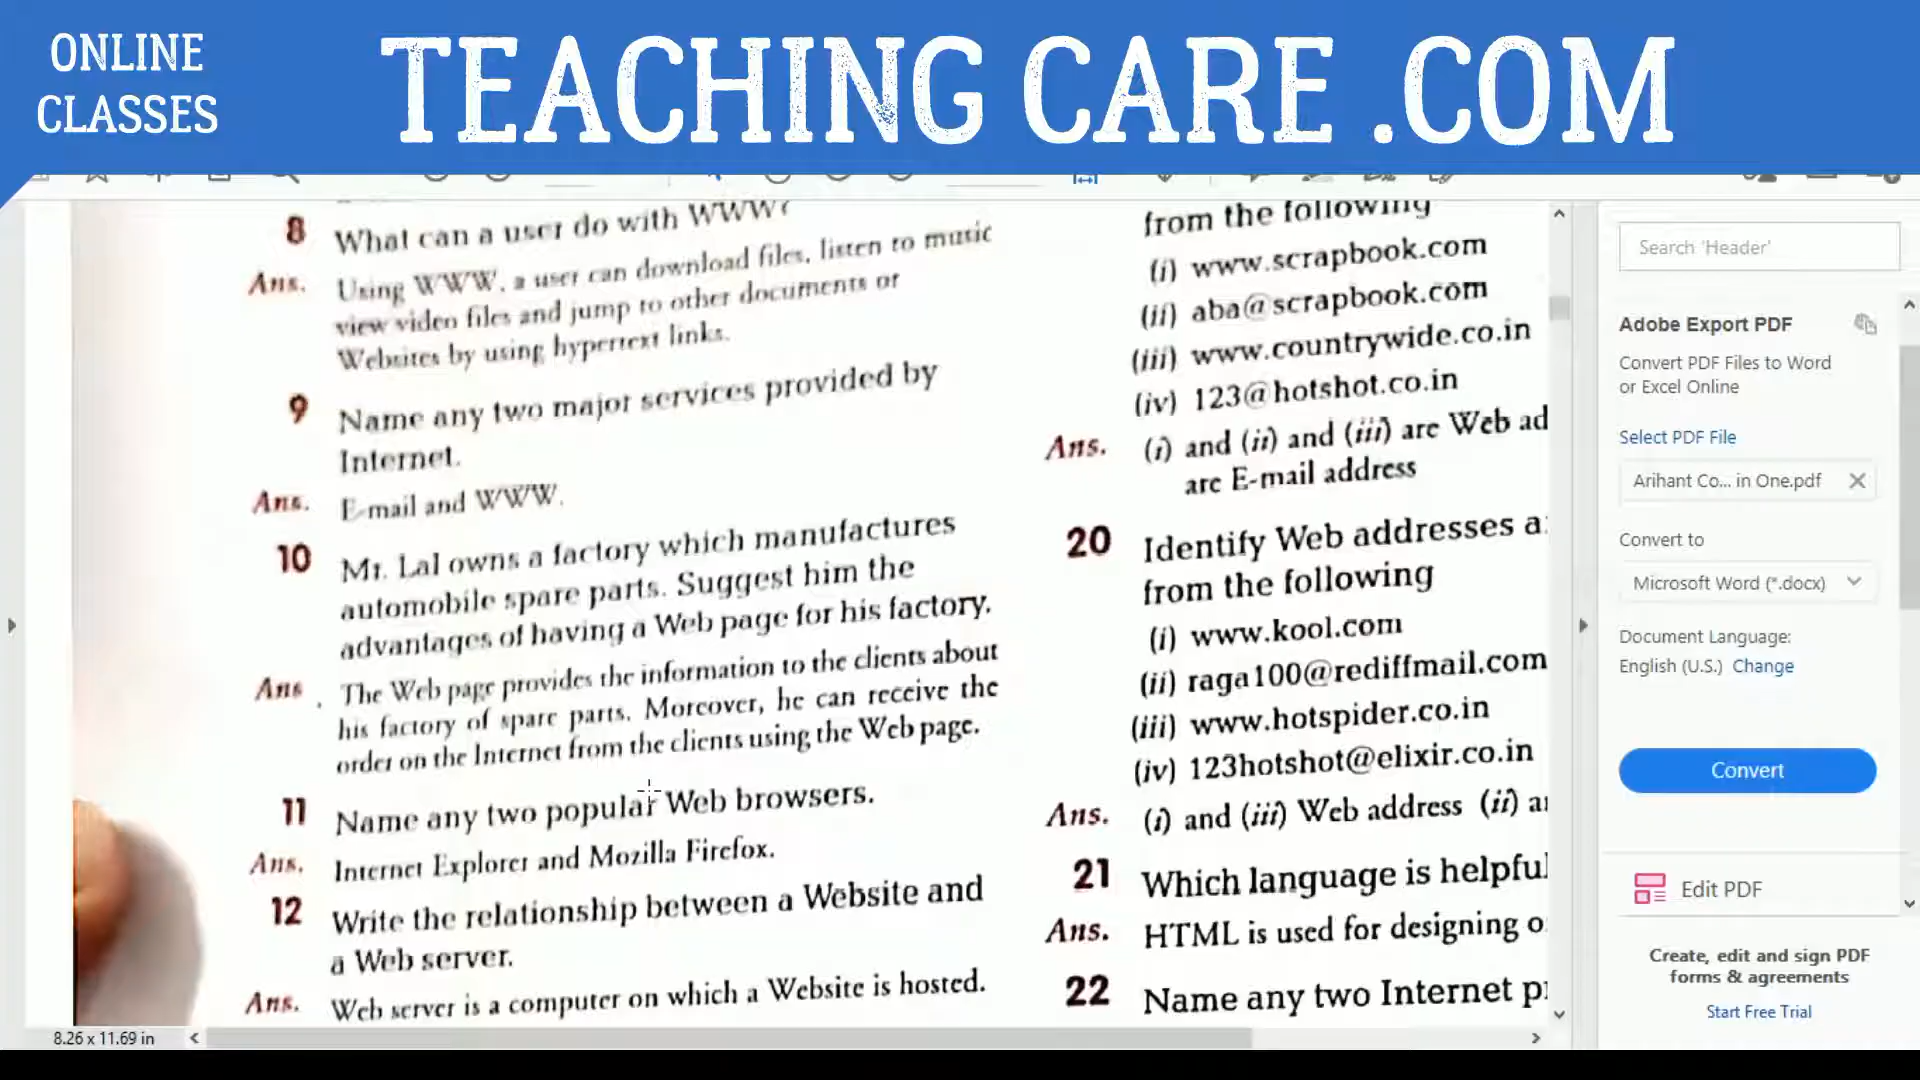 ONLINE
CLASSES
TEACHING CARE .COM
8 What can a user do with WWW?
Ans. Using WWW, a user can download files, listen to music
view video files and jump to other documents or
Websites by using hypertext links.
9 Name any two major services provided by
Internet.
Ans. E-mail and WWW.
10 Mr. Lal owns a factory which manufactures
automobile spare parts. Suggest him the
advantages of having a Web page for his factory.
Ans. The Web page provides the information to the clients about
his factory of spare parts. Moreover, he can receive the
order on the Internet from the clients using the Web page.
11 Name any two popular Web browsers.
Ans. Internet Explorer and Mozilla Firefox.
12 Write the relationship between a Website and
a Web server.
Ans. Web server is a computer on which a Website is hosted.
from the following
(i) www.scrapbook.com
(ii) aba@scrapbook.com
(iii) www.countrywide.co.in
(iv) 123@hotshot.co.in
Ans. (i) and (ii) and (iii) are Web ad
are E-mail address
20 Identify Web addresses a
from the following
(i) www.kool.com
(ii) raga100@rediffmail.com
(iii) www.hotspider.co.in
(iv) 123hotshot@elixir.co.in
Ans. (i) and (iii) Web address (ii) a
21 Which language is helpful
Ans. HTML is used for designing o
22 Name any two Internet p
8.26 x 11.69 in
Search 'Header'
Adobe Export PDF
Convert PDF Files to Word
or Excel Online
Select PDF File
Arihant Co... in One.pdf
Convert to
Microsoft Word (*.docx)
Document Language:
English (U.S.) Change
Convert
Edit PDF
Create, edit and sign PDF
forms & agreements
Start Free Trial